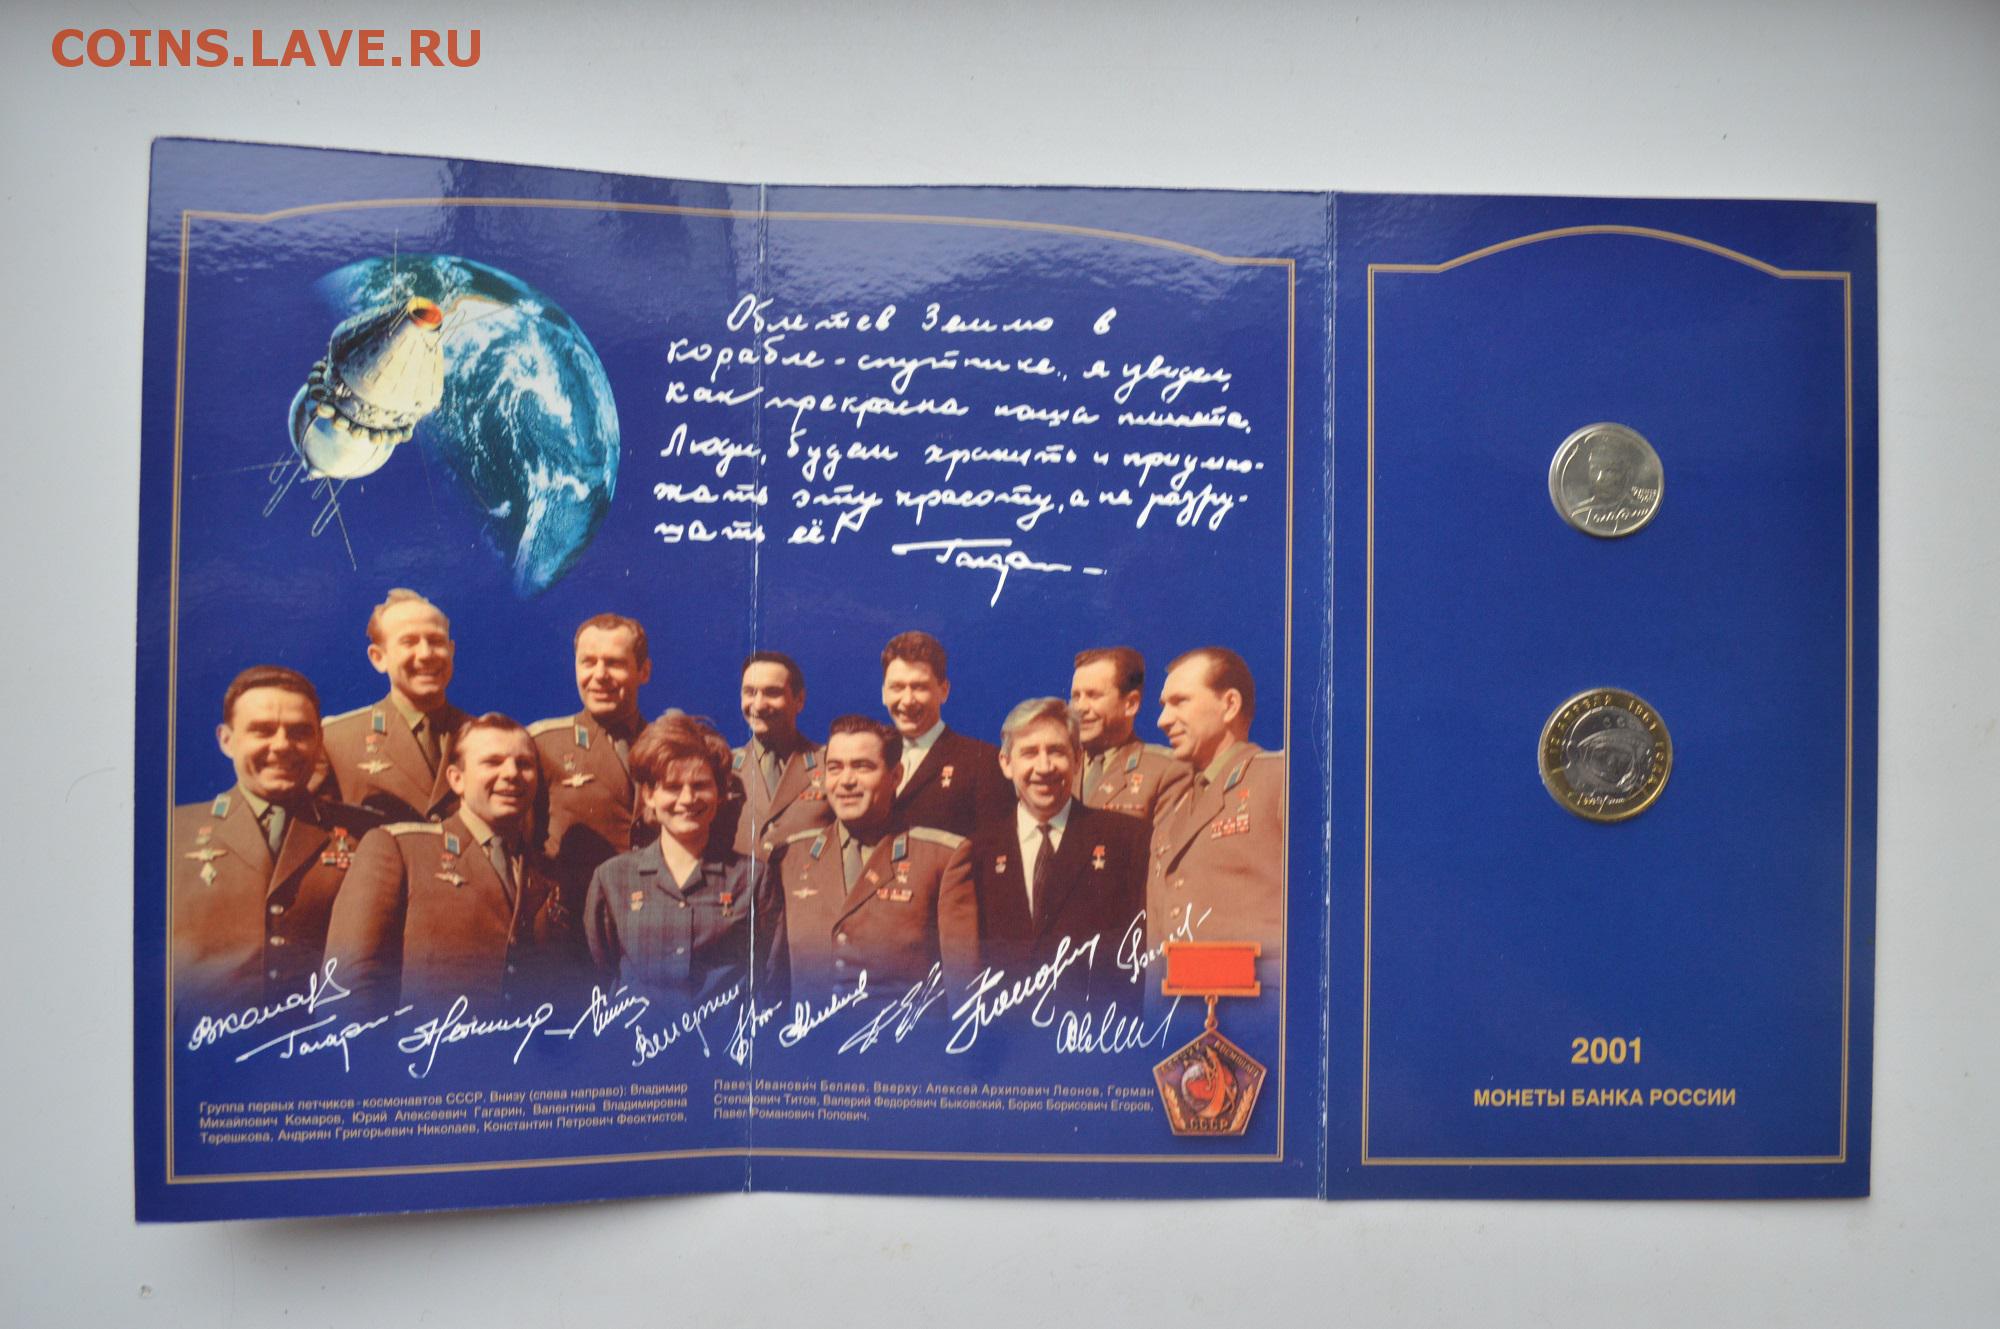 COINS.LAVE.RU
Облетев Землю в
корабле-спутнике, я увидел,
как прекрасна наша планета.
Люди, будем хранить и приумно-
жать эту красоту, а не разру-
шать её!
Гагарин
Группа первых летчиков - космонавтов СССР. Внизу (слева направо): Владимир
Михайлович Комаров, Юрий Алексеевич Гагарин, Валентина Владимировна
Терешкова, Андриян Григорьевич Николаев, Константин Петрович Феоктистов,
Павел Иванович Беляев. Вверху: Алексей Архипович Леонов, Герман
Степанович Титов, Валерий Федорович Быковский, Борис Борисович Егоров,
Павел Романович Попович.
СССР
Гагарин
Гагарин
2001
МОНЕТЫ БАНКА РОССИИ